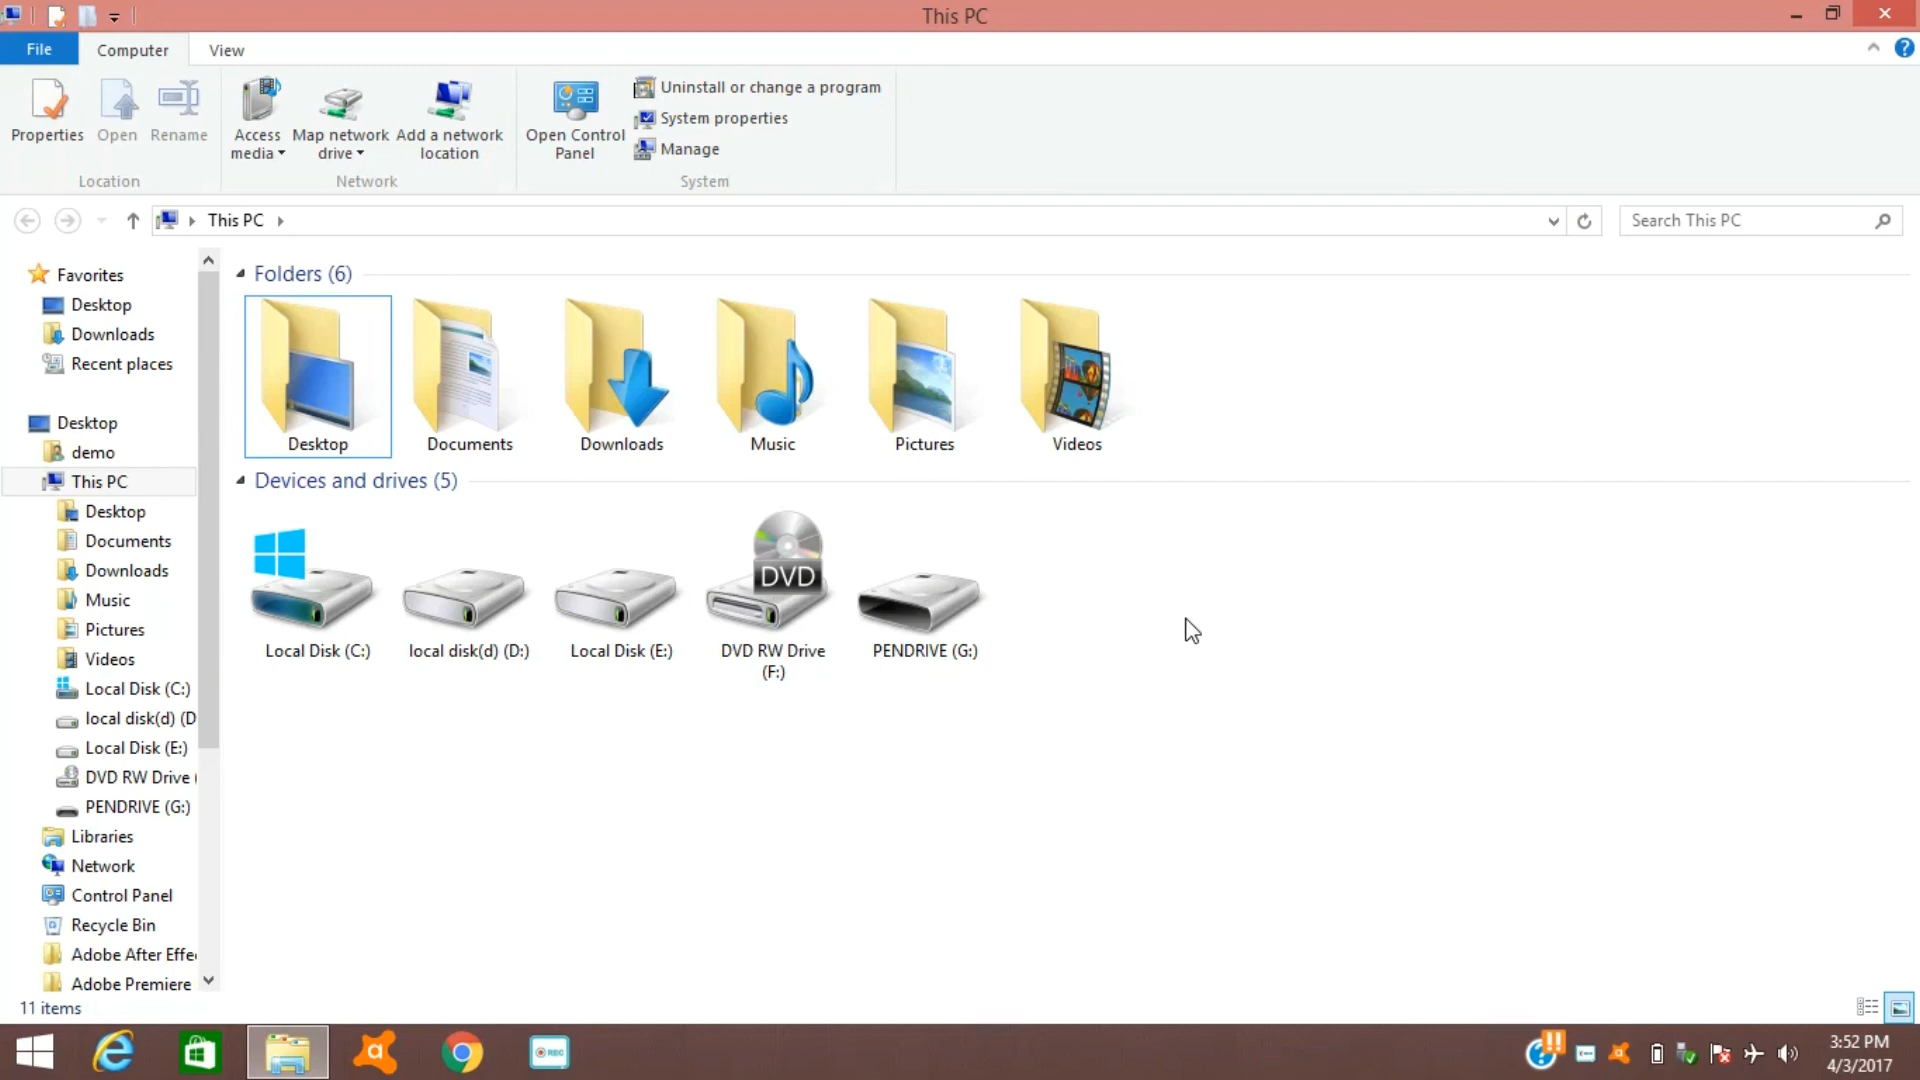 This PC
File
Computer
View
Properties
Open
Rename
Access
media
Map network
drive
Add a network
location
Open Control
Panel
Uninstall or change a program
System properties
Manage
Location
Network
System
This PC
Search This PC
Favorites
Desktop
Downloads
Recent places
Desktop
demo
This PC
Desktop
Documents
Downloads
Music
Pictures
Videos
Local Disk (C:)
local disk(d) (D
Local Disk (E:)
DVD RW Drive (
PENDRIVE (G:)
Libraries
Network
Control Panel
Recycle Bin
Adobe After Effe
Adobe Premiere
Folders (6)
Desktop
Documents
Downloads
Music
Pictures
Videos
Devices and drives (5)
DVD
Local Disk (C:)
local disk(d) (D:)
Local Disk (E:)
DVD RW Drive
(F:)
PENDRIVE (G:)
11 items
REC
3:52 PM
4/3/2017